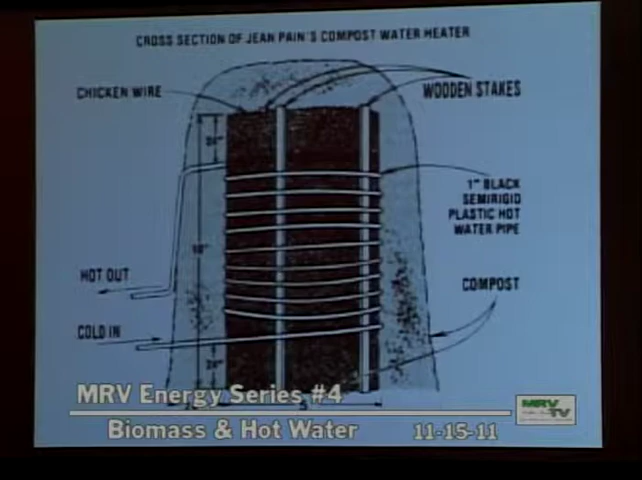 CROSS SECTION OF JEAN PAIN'S COMPOST WATER HEATER
CHICKEN WIRE
WOODEN STAKES
1" BLACK
SEMIRIGID
PLASTIC HOT
WATER PIPE
HOT OUT
COMPOST
COLD IN
MRV Energy Series #4
Biomass & Hot Water
11-15-11
MRV
TV